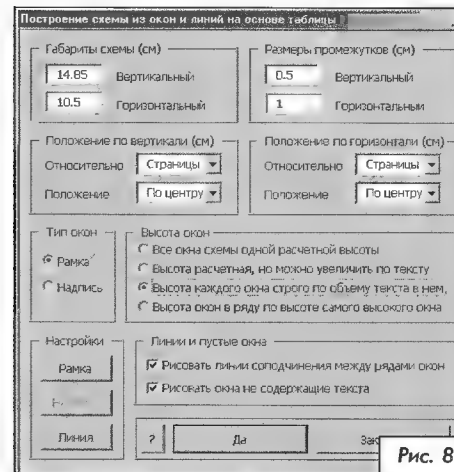 Построение схемы из окон и линий на основе таблицы
Габариты схемы (см)
14.85 Вертикальный
10.5 Горизонтальный
Размеры промежутков (см)
0.5 Вертикальный
1 Горизонтальный
Положение по вертикали (см)
Относительно Страницы
Положение По центру
Положение по горизонтали (см)
Относительно Страницы
Положение По центру
Тип окон
Рамка
Надпись
Высота окон
Все окна схемы одной расчетной высоты
Высота расчетная, но можно увеличить по тексту
Высота каждого окна строго по объему текста в нем,
Высота окон в ряду по высоте самого высокого окна
Настройки
Рамка
Линия
Линии и пустые окна
Рисовать линии соподчинения между рядами окон
Рисовать окна не содержащие текста
? Да
Рис. 8